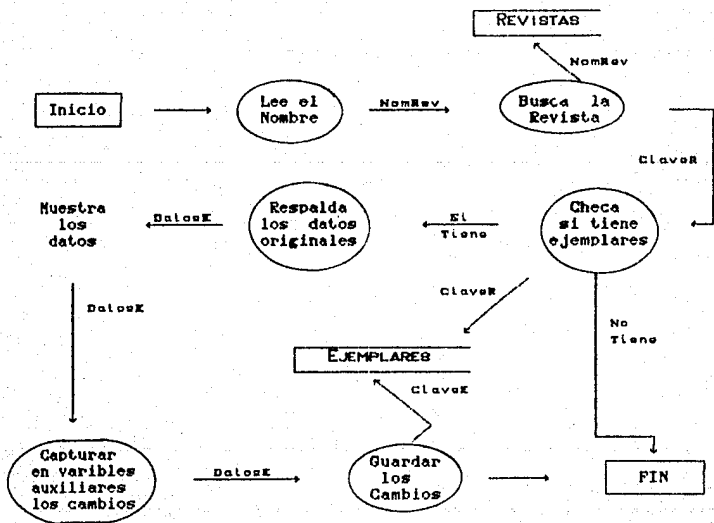 REVISTAS
NomRev
Inicio
Lee el
Nombre
NomRev
Busca la
Revista
ClaveR
Muestra
los
datos
DatosE
Respalda
los datos
originales
Si
Tiene
Checa
si tiene
ejemplares
ClaveR
DatosE
No
Tiene
EJEMPLARES
ClaveE
Capturar
en varibles
auxiliares
los cambios
DatosE
Guardar
los
Cambios
FIN